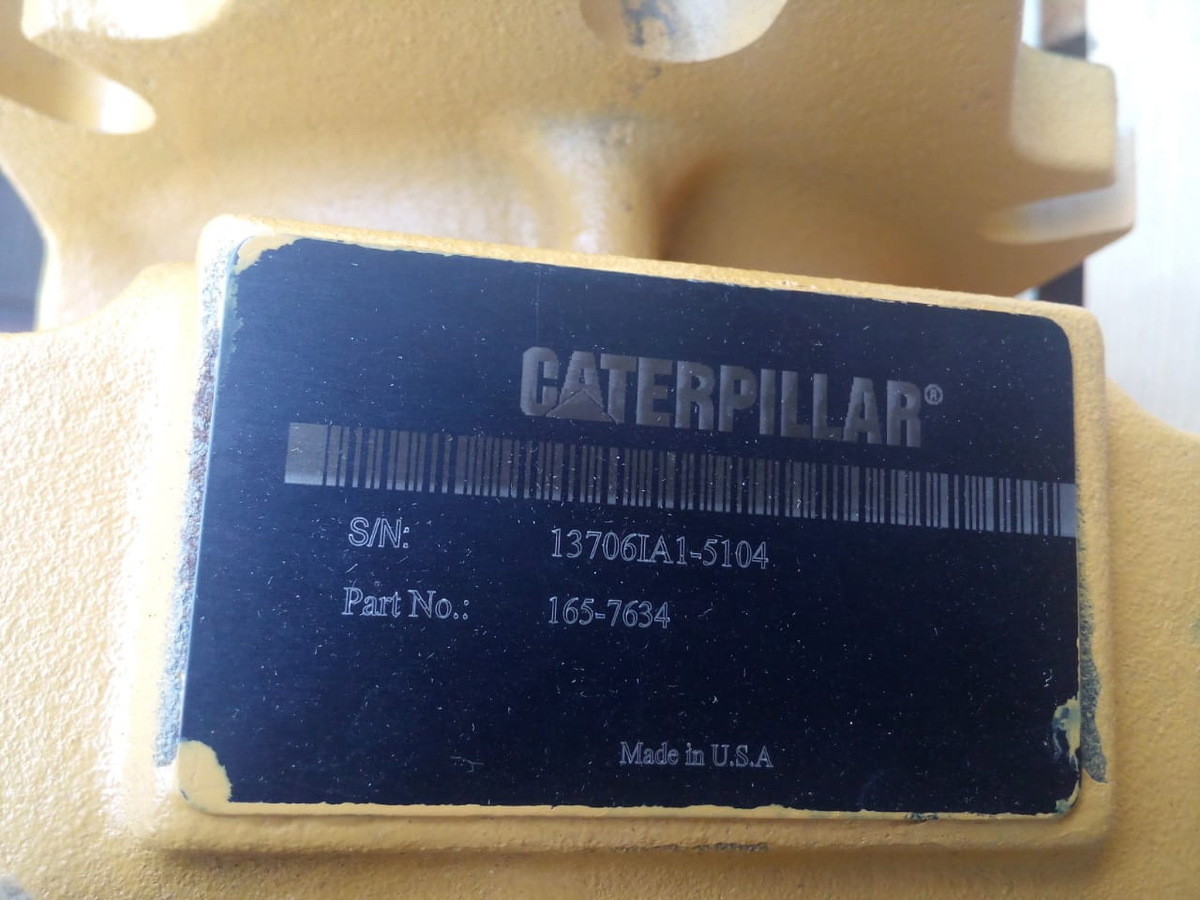 CATERPILLAR®
S/N: 13706IA1-5104
Part No.: 165-7634
Made in U.S.A